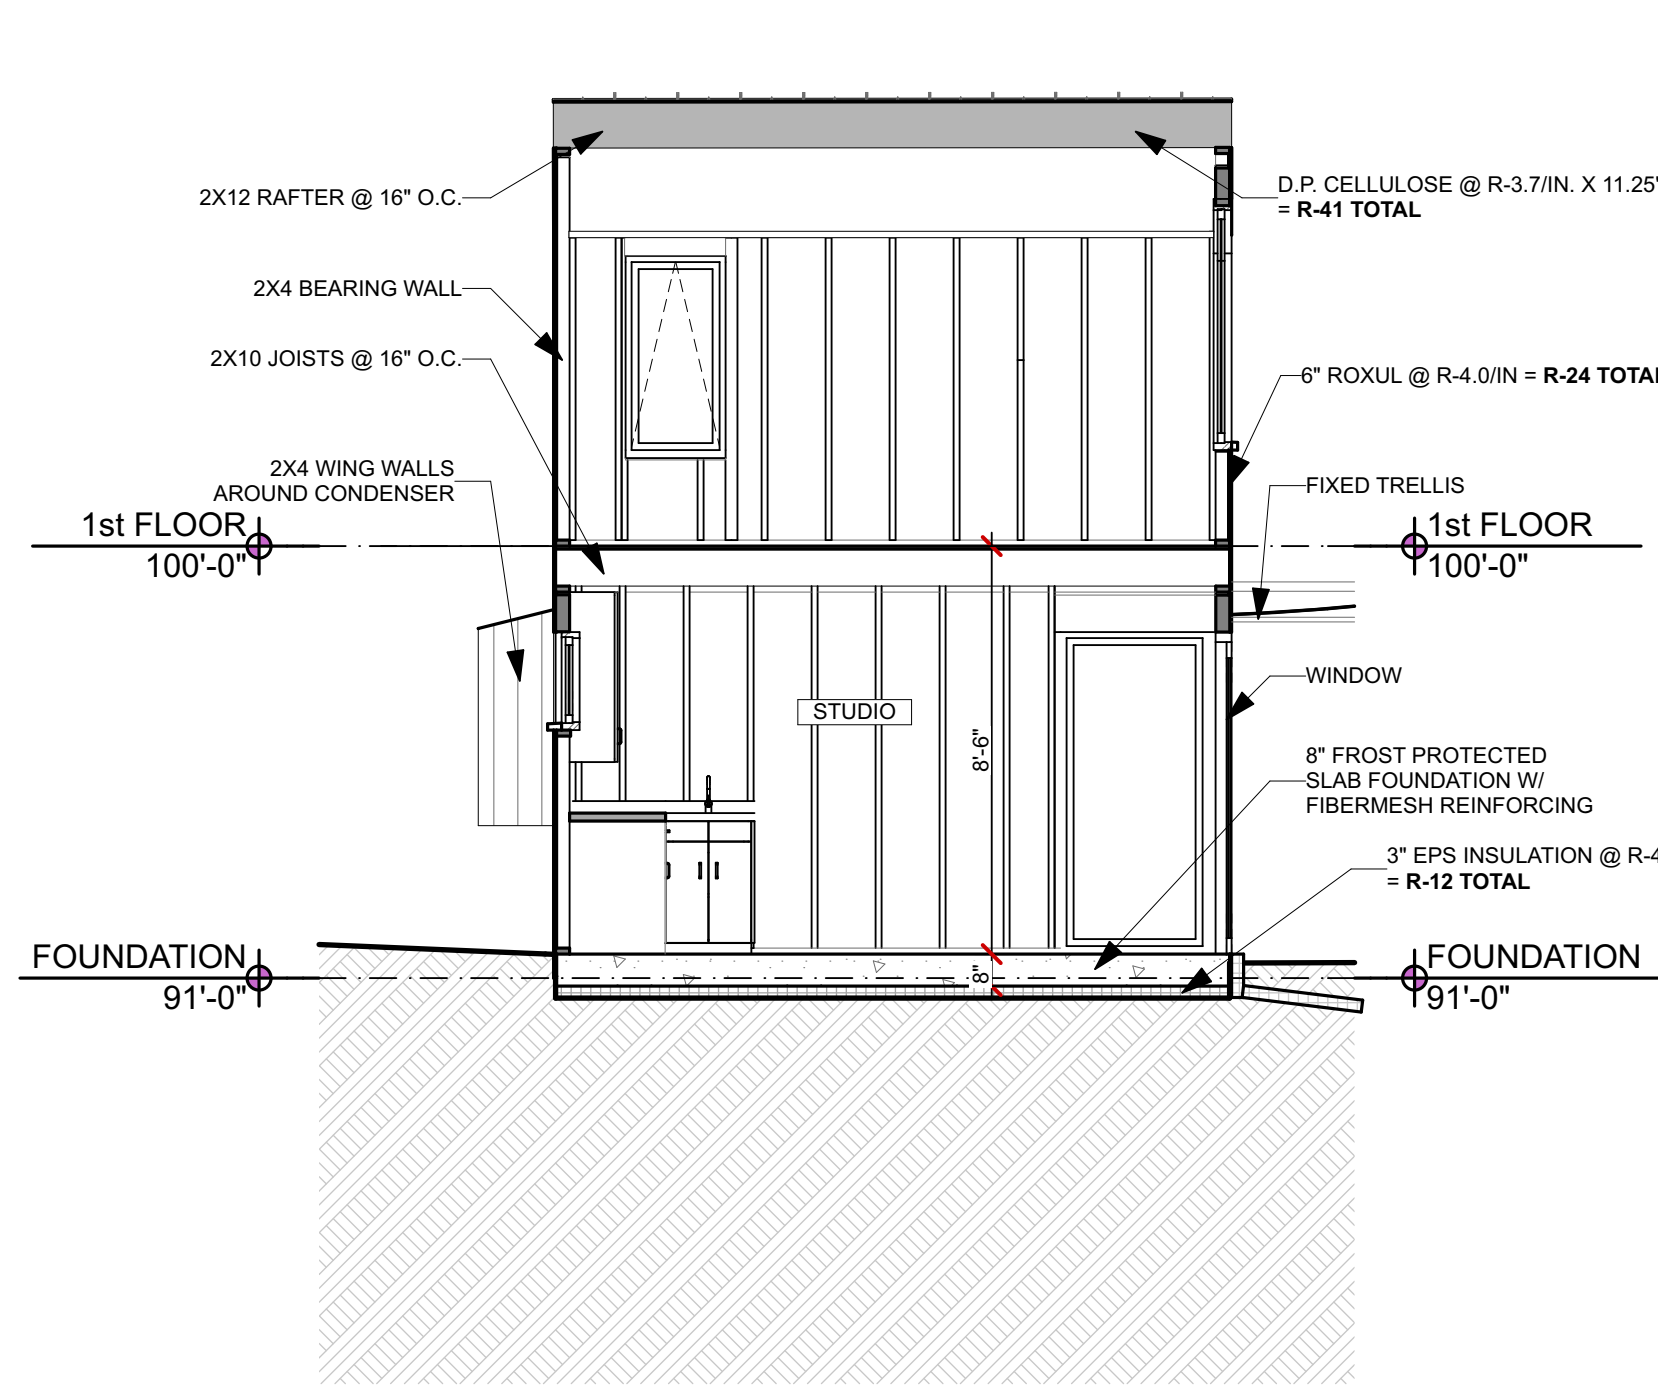 2X12 RAFTER @ 16" O.C.
D.P. CELLULOSE @ R-3.7/IN. X 11.25"
= R-41 TOTAL
2X4 BEARING WALL
2X10 JOISTS @ 16" O.C.
6" ROXUL @ R-4.0/IN = R-24 TOTAL
2X4 WING WALLS
AROUND CONDENSER
FIXED TRELLIS
1st FLOOR
100'-0"
1st FLOOR
100'-0"
WINDOW
STUDIO
8'-6"
8" FROST PROTECTED
SLAB FOUNDATION W/
FIBERMESH REINFORCING
3" EPS INSULATION @ R-4
= R-12 TOTAL
FOUNDATION
91'-0"
8"
FOUNDATION
91'-0"